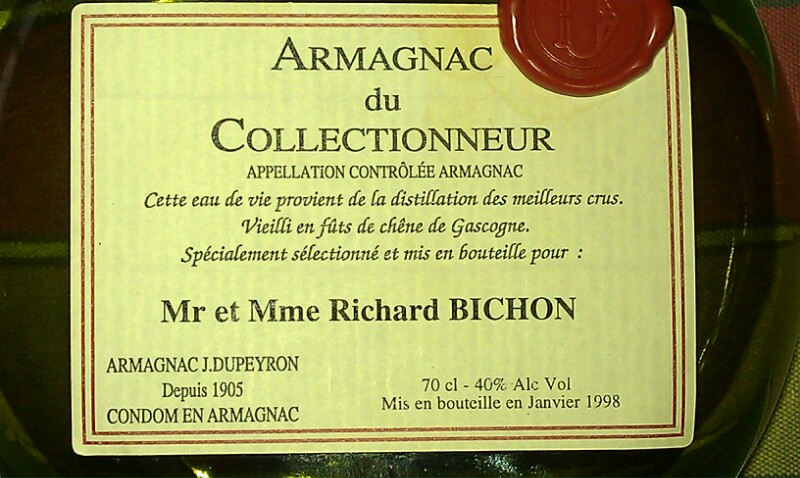 ARMAGNAC
du
COLLECTIONNEUR
APPELLATION CONTRÔLÉE ARMAGNAC
Cette eau de vie provient de la distillation des meilleurs crus.
Vieilli en fûts de chêne de Gascogne.
Spécialement sélectionné et mis en bouteille pour :
Mr et Mme Richard BICHON
ARMAGNAC J.DUPEYRON
Depuis 1905
CONDOM EN ARMAGNAC
70 cl - 40% Alc Vol
Mis en bouteille en Janvier 1998